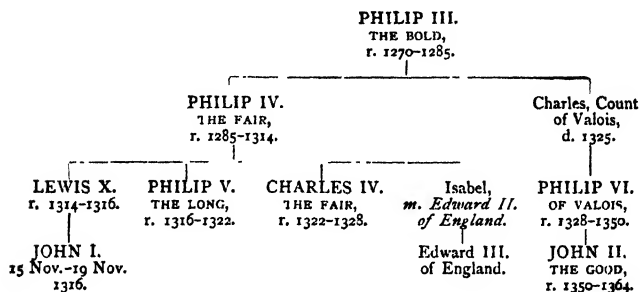 PHILIP III.
THE BOLD,
r. 1270–1285.
PHILIP IV.
THE FAIR,
r. 1285–1314.
Charles, Count
of Valois,
d. 1325.
LEWIS X.
r. 1314–1316.
PHILIP V.
THE LONG,
r. 1316–1322.
CHARLES IV.
THE FAIR,
r. 1322–1328.
Isabel,
m. Edward II.
of England.
PHILIP VI.
OF VALOIS,
r. 1328–1350.
JOHN I.
15 Nov.–19 Nov.
1316.
Edward III.
of England.
JOHN II.
THE GOOD,
r. 1350–1364.